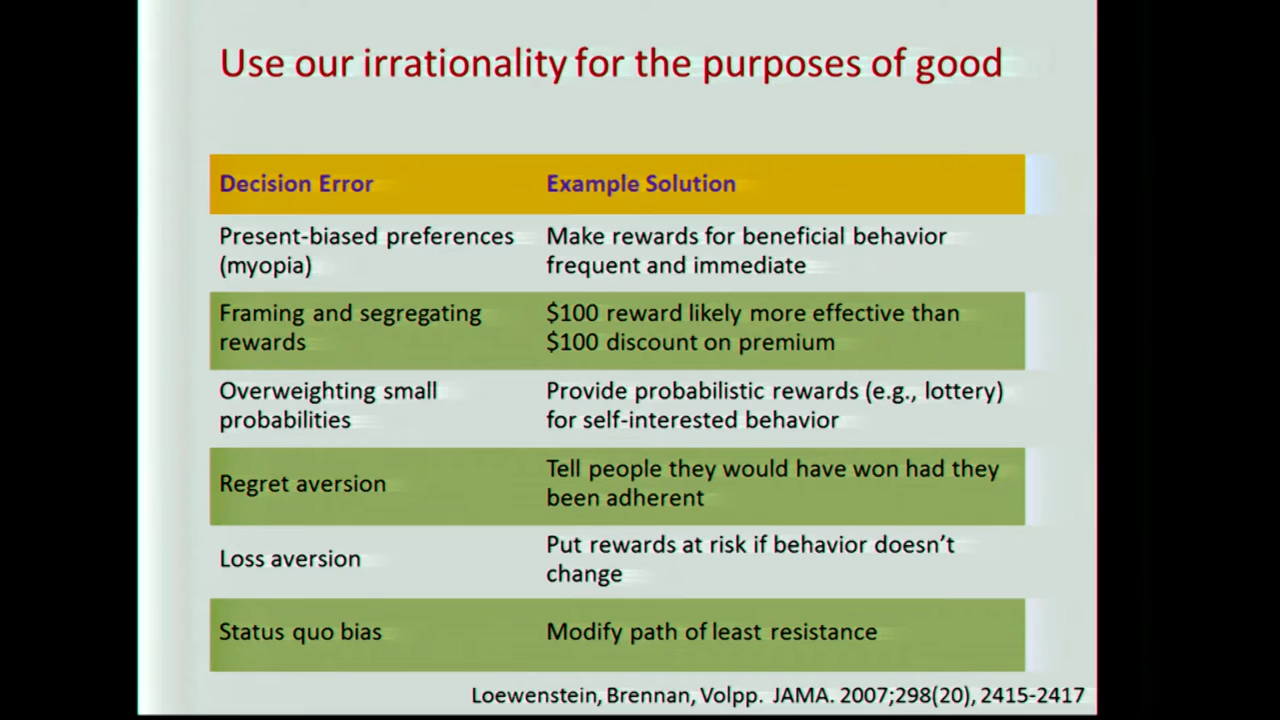 Use our irrationality for the purposes of good
Decision Error
Example Solution
Present-biased preferences
(myopia)
Make rewards for beneficial behavior
frequent and immediate
Framing and segregating
rewards
$100 reward likely more effective than
$100 discount on premium
Overweighting small
probabilities
Provide probabilistic rewards (e.g., lottery)
for self-interested behavior
Regret aversion
Tell people they would have won had they
been adherent
Loss aversion
Put rewards at risk if behavior doesn’t
change
Status quo bias
Modify path of least resistance
Loewenstein, Brennan, Volpp. JAMA. 2007;298(20), 2415-2417